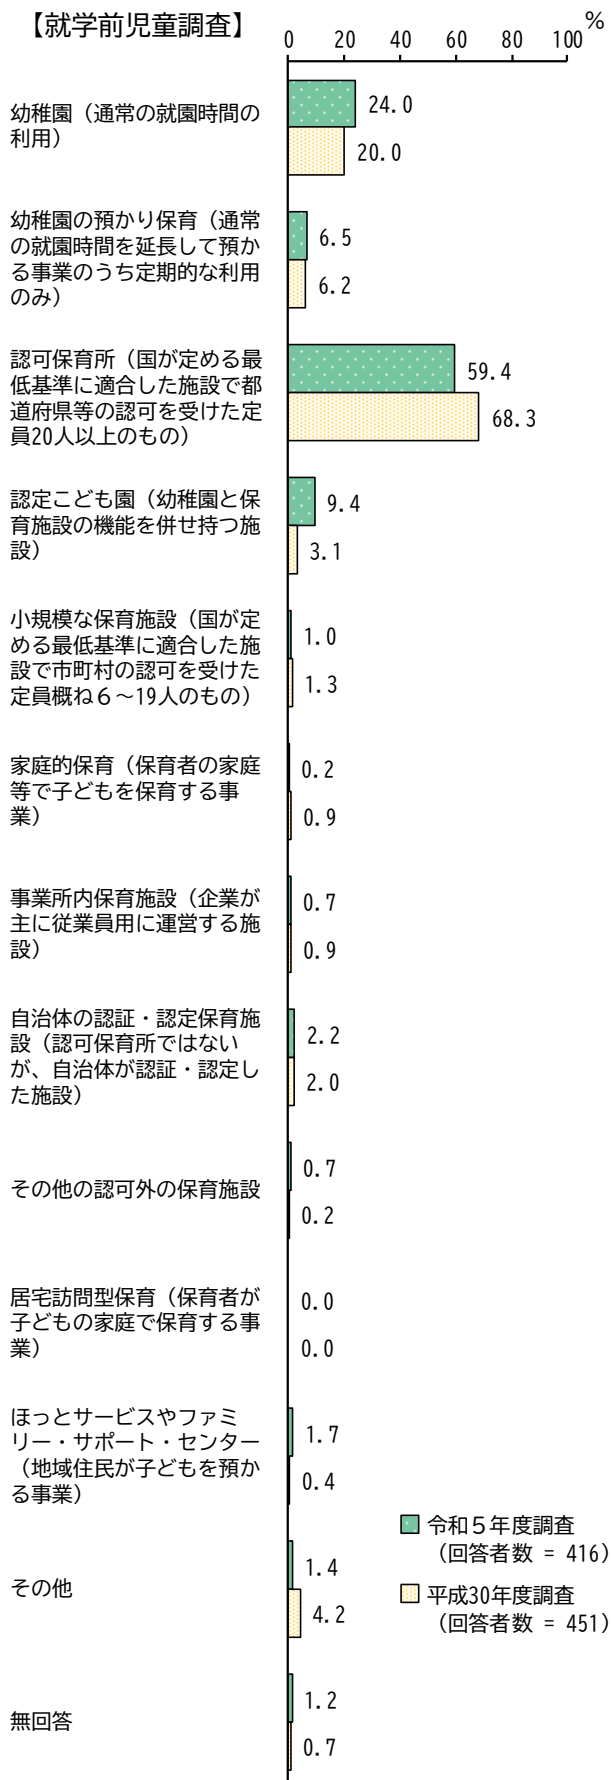 【就学前児童調査】
0 20 40 60 80 100 %
幼稚園（通常の就園時間の
利用）
24.0
20.0
幼稚園の預かり保育（通常
の就園時間を延長して預か
る事業のうち定期的な利用
のみ）
6.5
6.2
認可保育所（国が定める最
低基準に適合した施設で都
道府県等の認可を受けた定
員20人以上のもの）
59.4
68.3
認定こども園（幼稚園と保
育施設の機能を併せ持つ施
設）
9.4
3.1
小規模な保育施設（国が定
める最低基準に適合した施
設で市町村の認可を受けた
定員概ね６～19人のもの）
1.0
1.3
家庭的保育（保育者の家庭
等で子どもを保育する事
業）
0.2
0.9
事業所内保育施設（企業が
主に従業員用に運営する施
設）
0.7
0.9
自治体の認証・認定保育施
設（認可保育所ではない
が、自治体が認証・認定し
た施設）
2.2
2.0
その他の認可外の保育施設
0.7
0.2
居宅訪問型保育（保育者が
子どもの家庭で保育する事
業）
0.0
0.0
ほっとサービスやファミ
リー・サポート・センター
（地域住民が子どもを預か
る事業）
1.7
0.4
その他
1.4
4.2
無回答
1.2
0.7
令和５年度調査
（回答者数 = 416）
平成30年度調査
（回答者数 = 451）